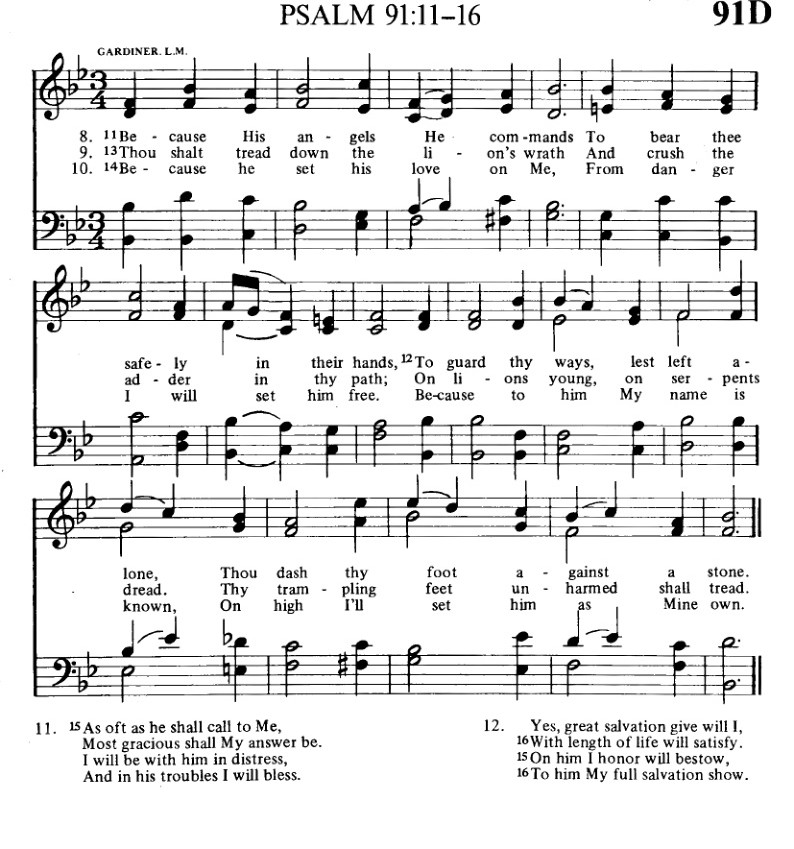 PSALM 91:11–16 91D
GARDINER. L.M.
8. 11Be - cause His an - gels He com - mands To bear thee
9. 13Thou shalt tread down the li - on's wrath And crush the
10. 14Be - cause he set his love on Me, From dan - ger
safe - ly in their hands, 12To guard thy ways, lest left a -
ad - der in thy path; On li - ons young, on ser - pents
I will set him free. Be-cause to him My name is
lone, Thou dash thy foot a - gainst a stone.
dread. Thy tram - pling feet un - harmed shall tread.
known, On high I'll set him as Mine own.
11. 15As oft as he shall call to Me,
Most gracious shall My answer be.
I will be with him in distress,
And in his troubles I will bless.
12. Yes, great salvation give will I,
16With length of life will satisfy.
15On him I honor will bestow,
16To him My full salvation show.